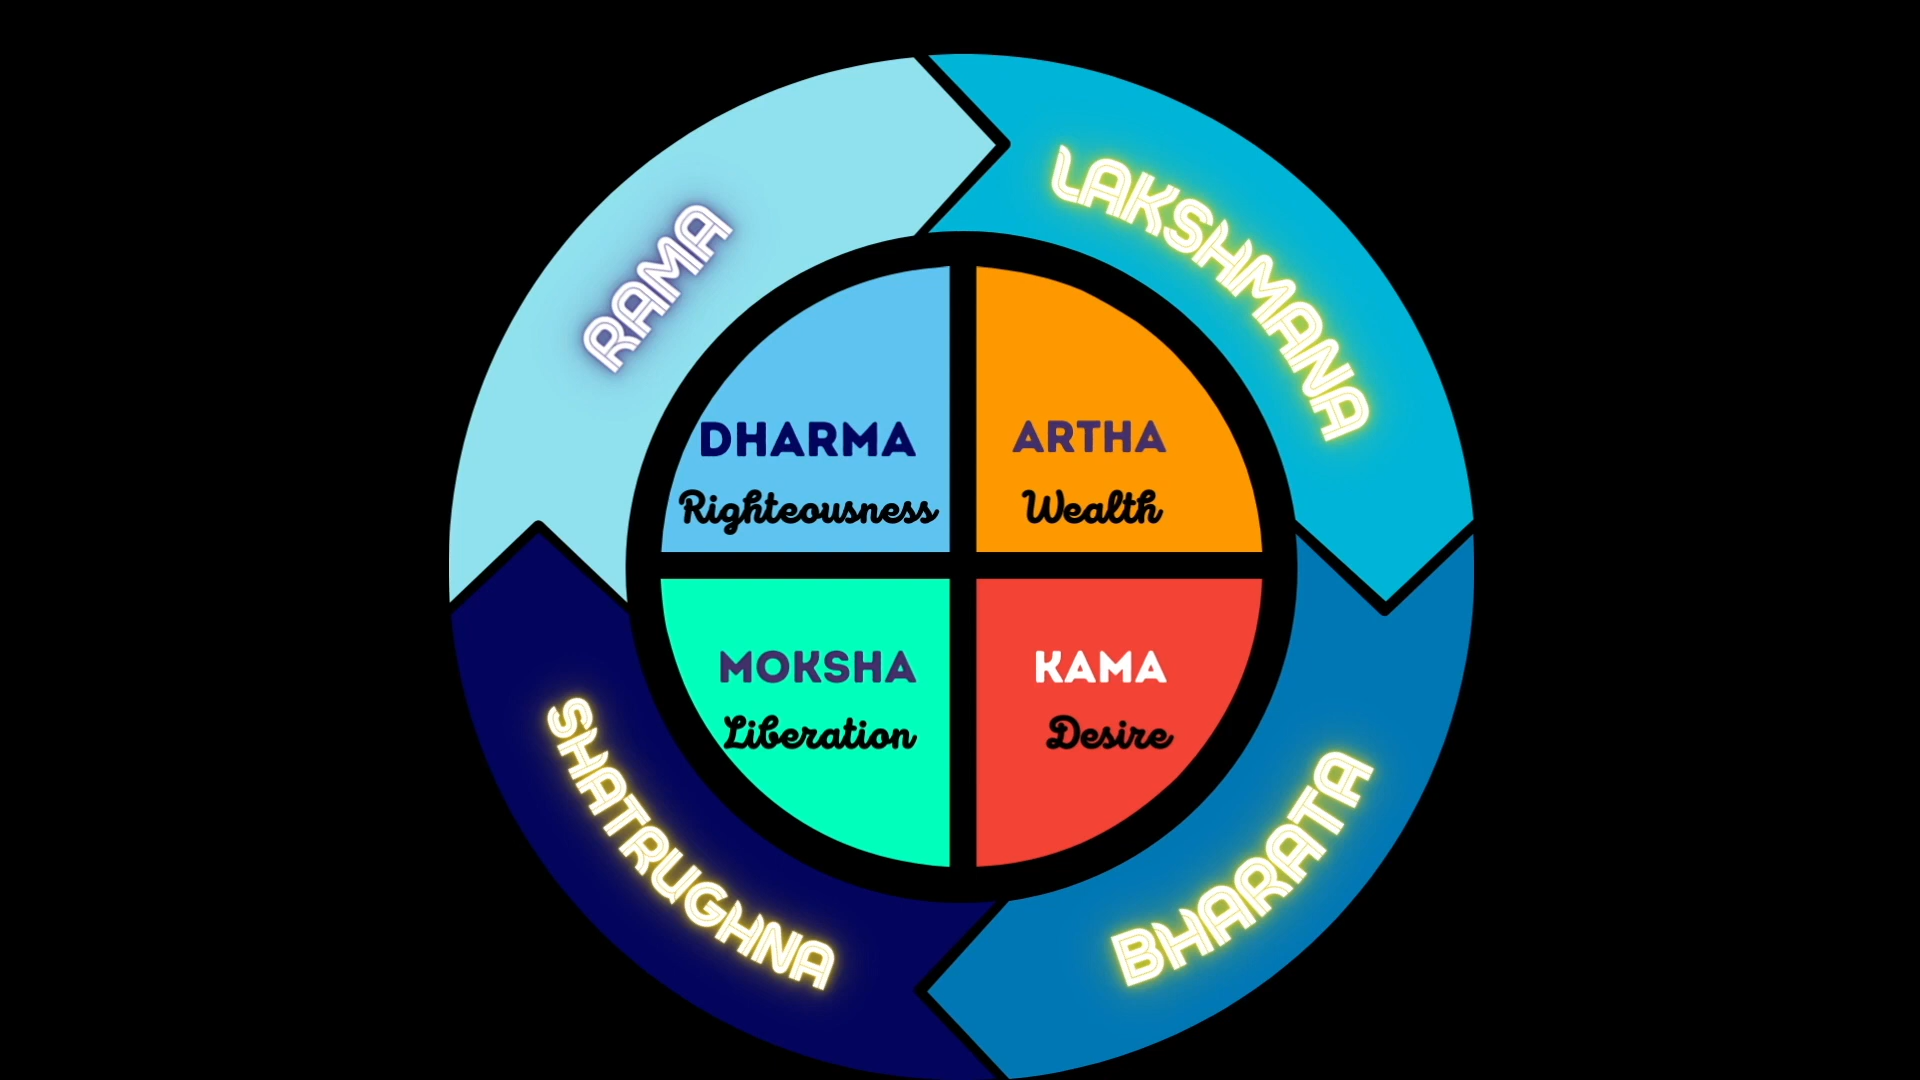 RAMA
LAKSHMANA
DHARMA
Righteousness
ARTHA
Wealth
MOKSHA
Liberation
KAMA
Desire
SHATRUGHNA
BHARATA